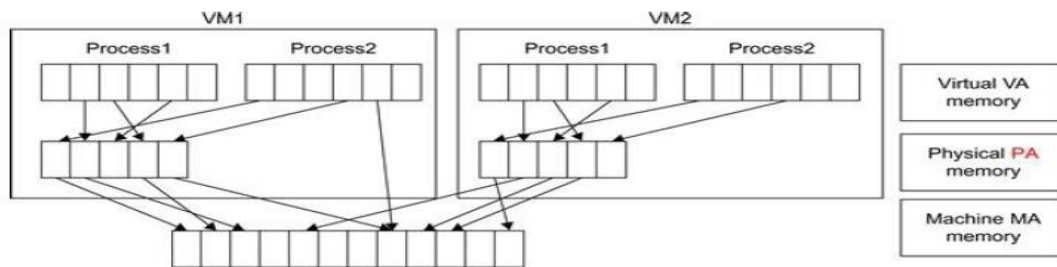 VM1
VM2
Process1
Process2
Process1
Process2
Virtual VA
memory
Physical PA
memory
Machine MA
memory